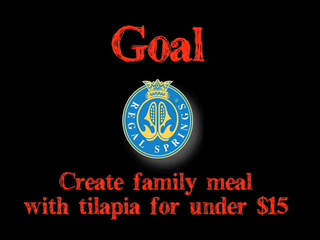 Goal
REGAL SPRINGS
Create family meal
with tilapia for under $15